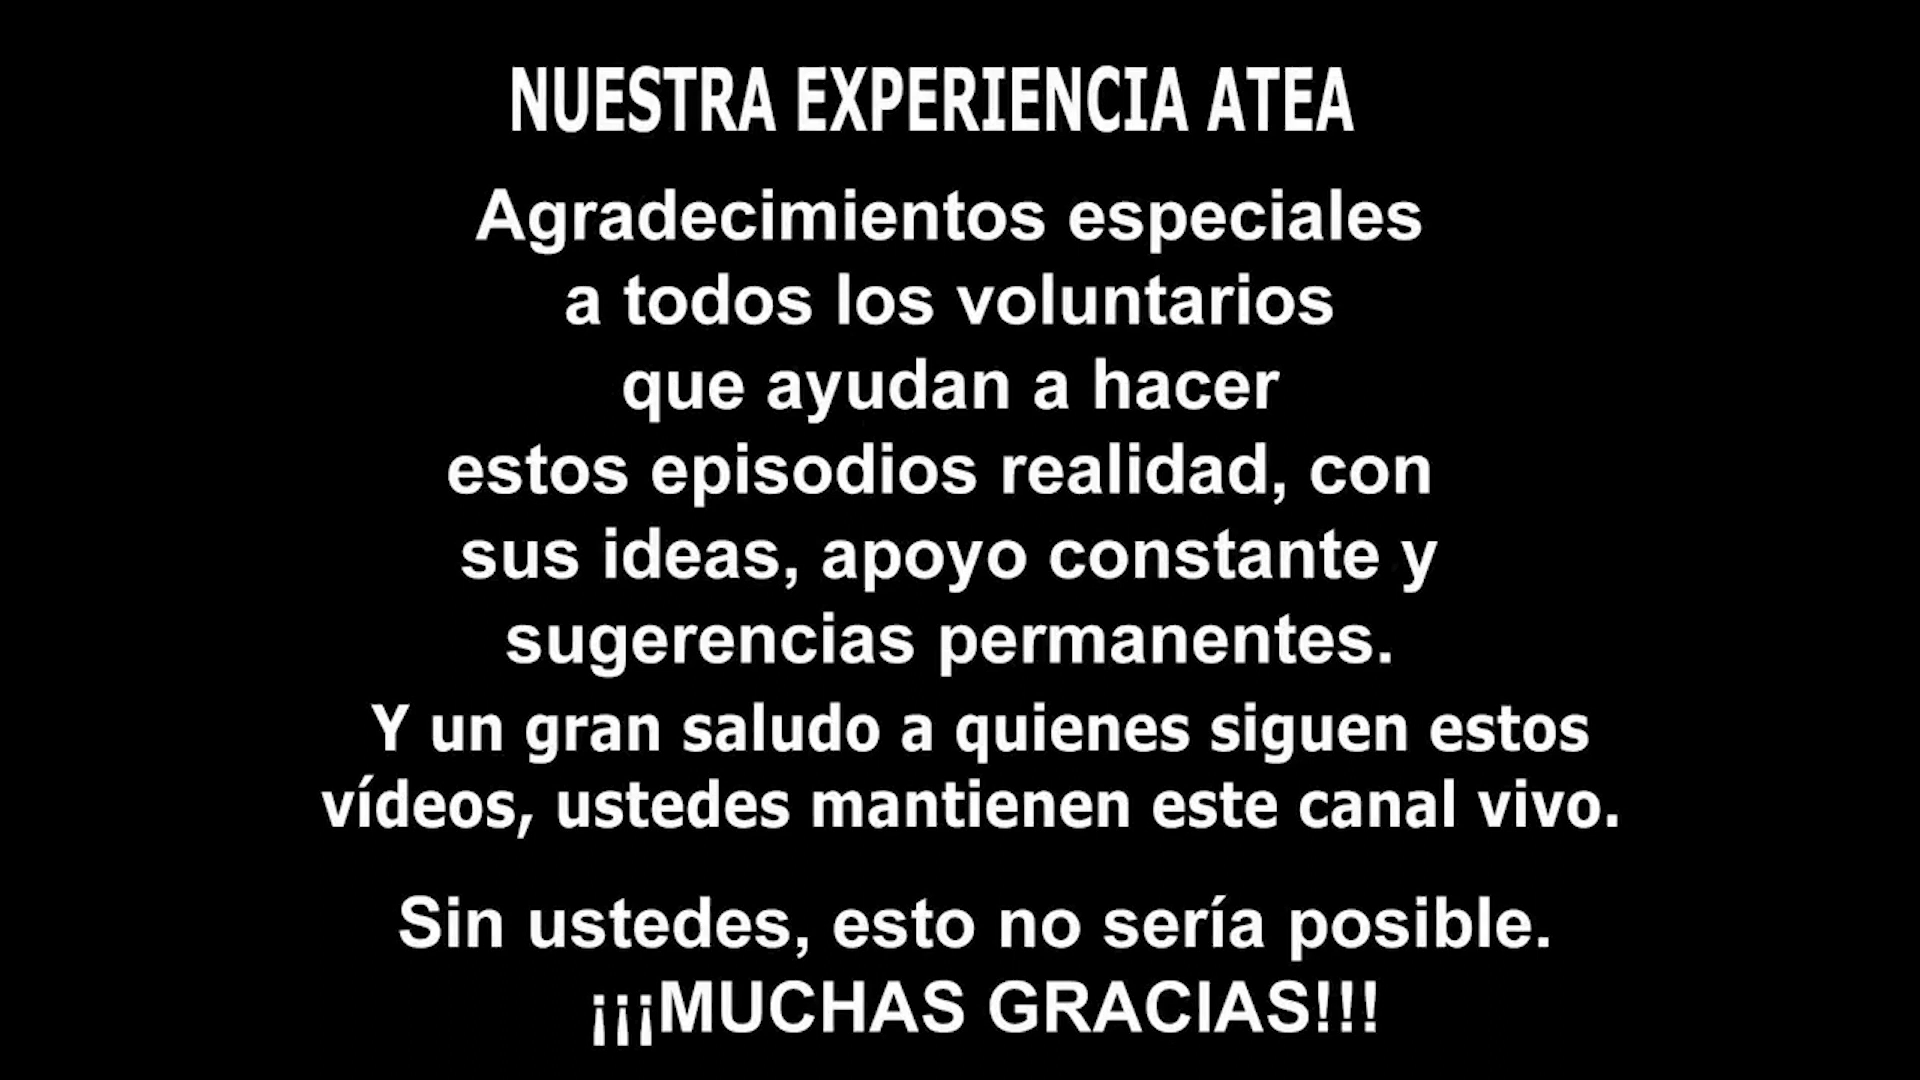 NUESTRA EXPERIENCIA ATEA
Agradecimientos especiales
a todos los voluntarios
que ayudan a hacer
estos episodios realidad, con
sus ideas, apoyo constante y
sugerencias permanentes.
Y un gran saludo a quienes siguen estos
vídeos, ustedes mantienen este canal vivo.
Sin ustedes, esto no sería posible.
¡¡¡MUCHAS GRACIAS!!!